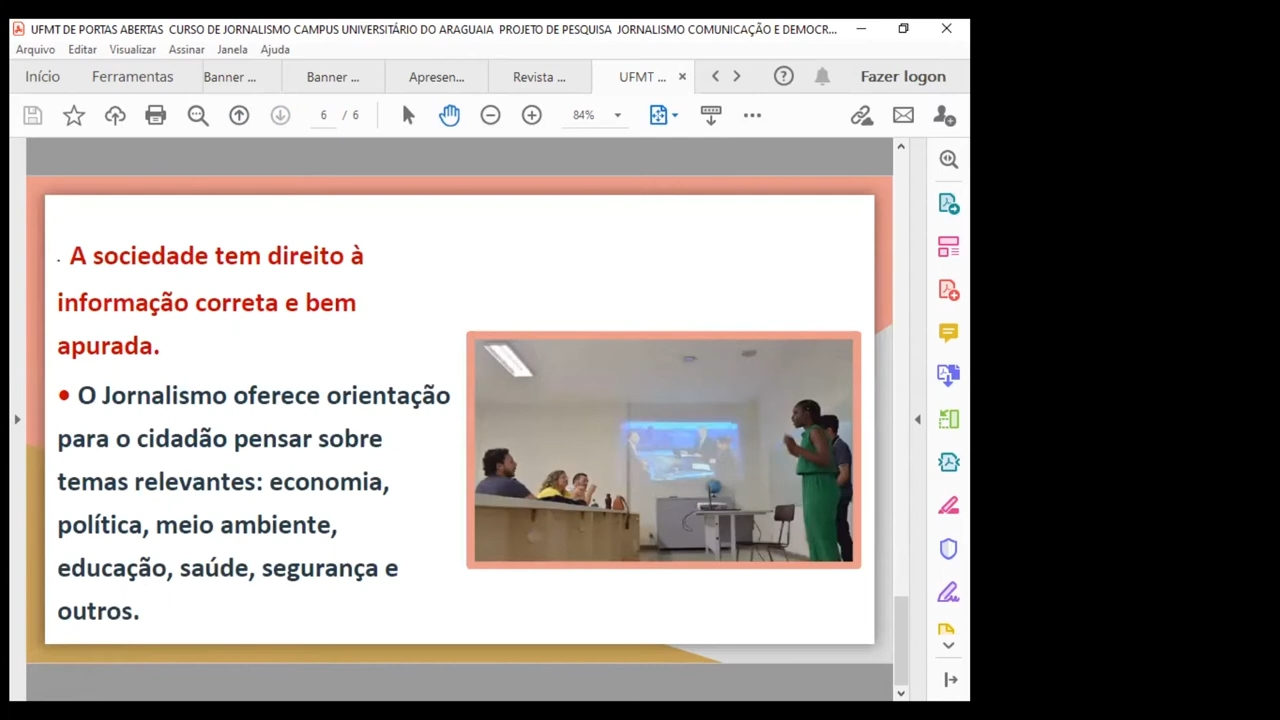 UFMT DE PORTAS ABERTAS CURSO DE JORNALISMO CAMPUS UNIVERSITÁRIO DO ARAGUAIA PROJETO DE PESQUISA JORNALISMO COMUNICAÇÃO E DEMOCR...
Arquivo Editar Visualizar Assinar Janela Ajuda
Início Ferramentas Banner ... Banner ... Apresen... Revista ... UFMT ... × Fazer logon
6 / 6 84%
· A sociedade tem direito à
informação correta e bem
apurada.
• O Jornalismo oferece orientação
para o cidadão pensar sobre
temas relevantes: economia,
política, meio ambiente,
educação, saúde, segurança e
outros.